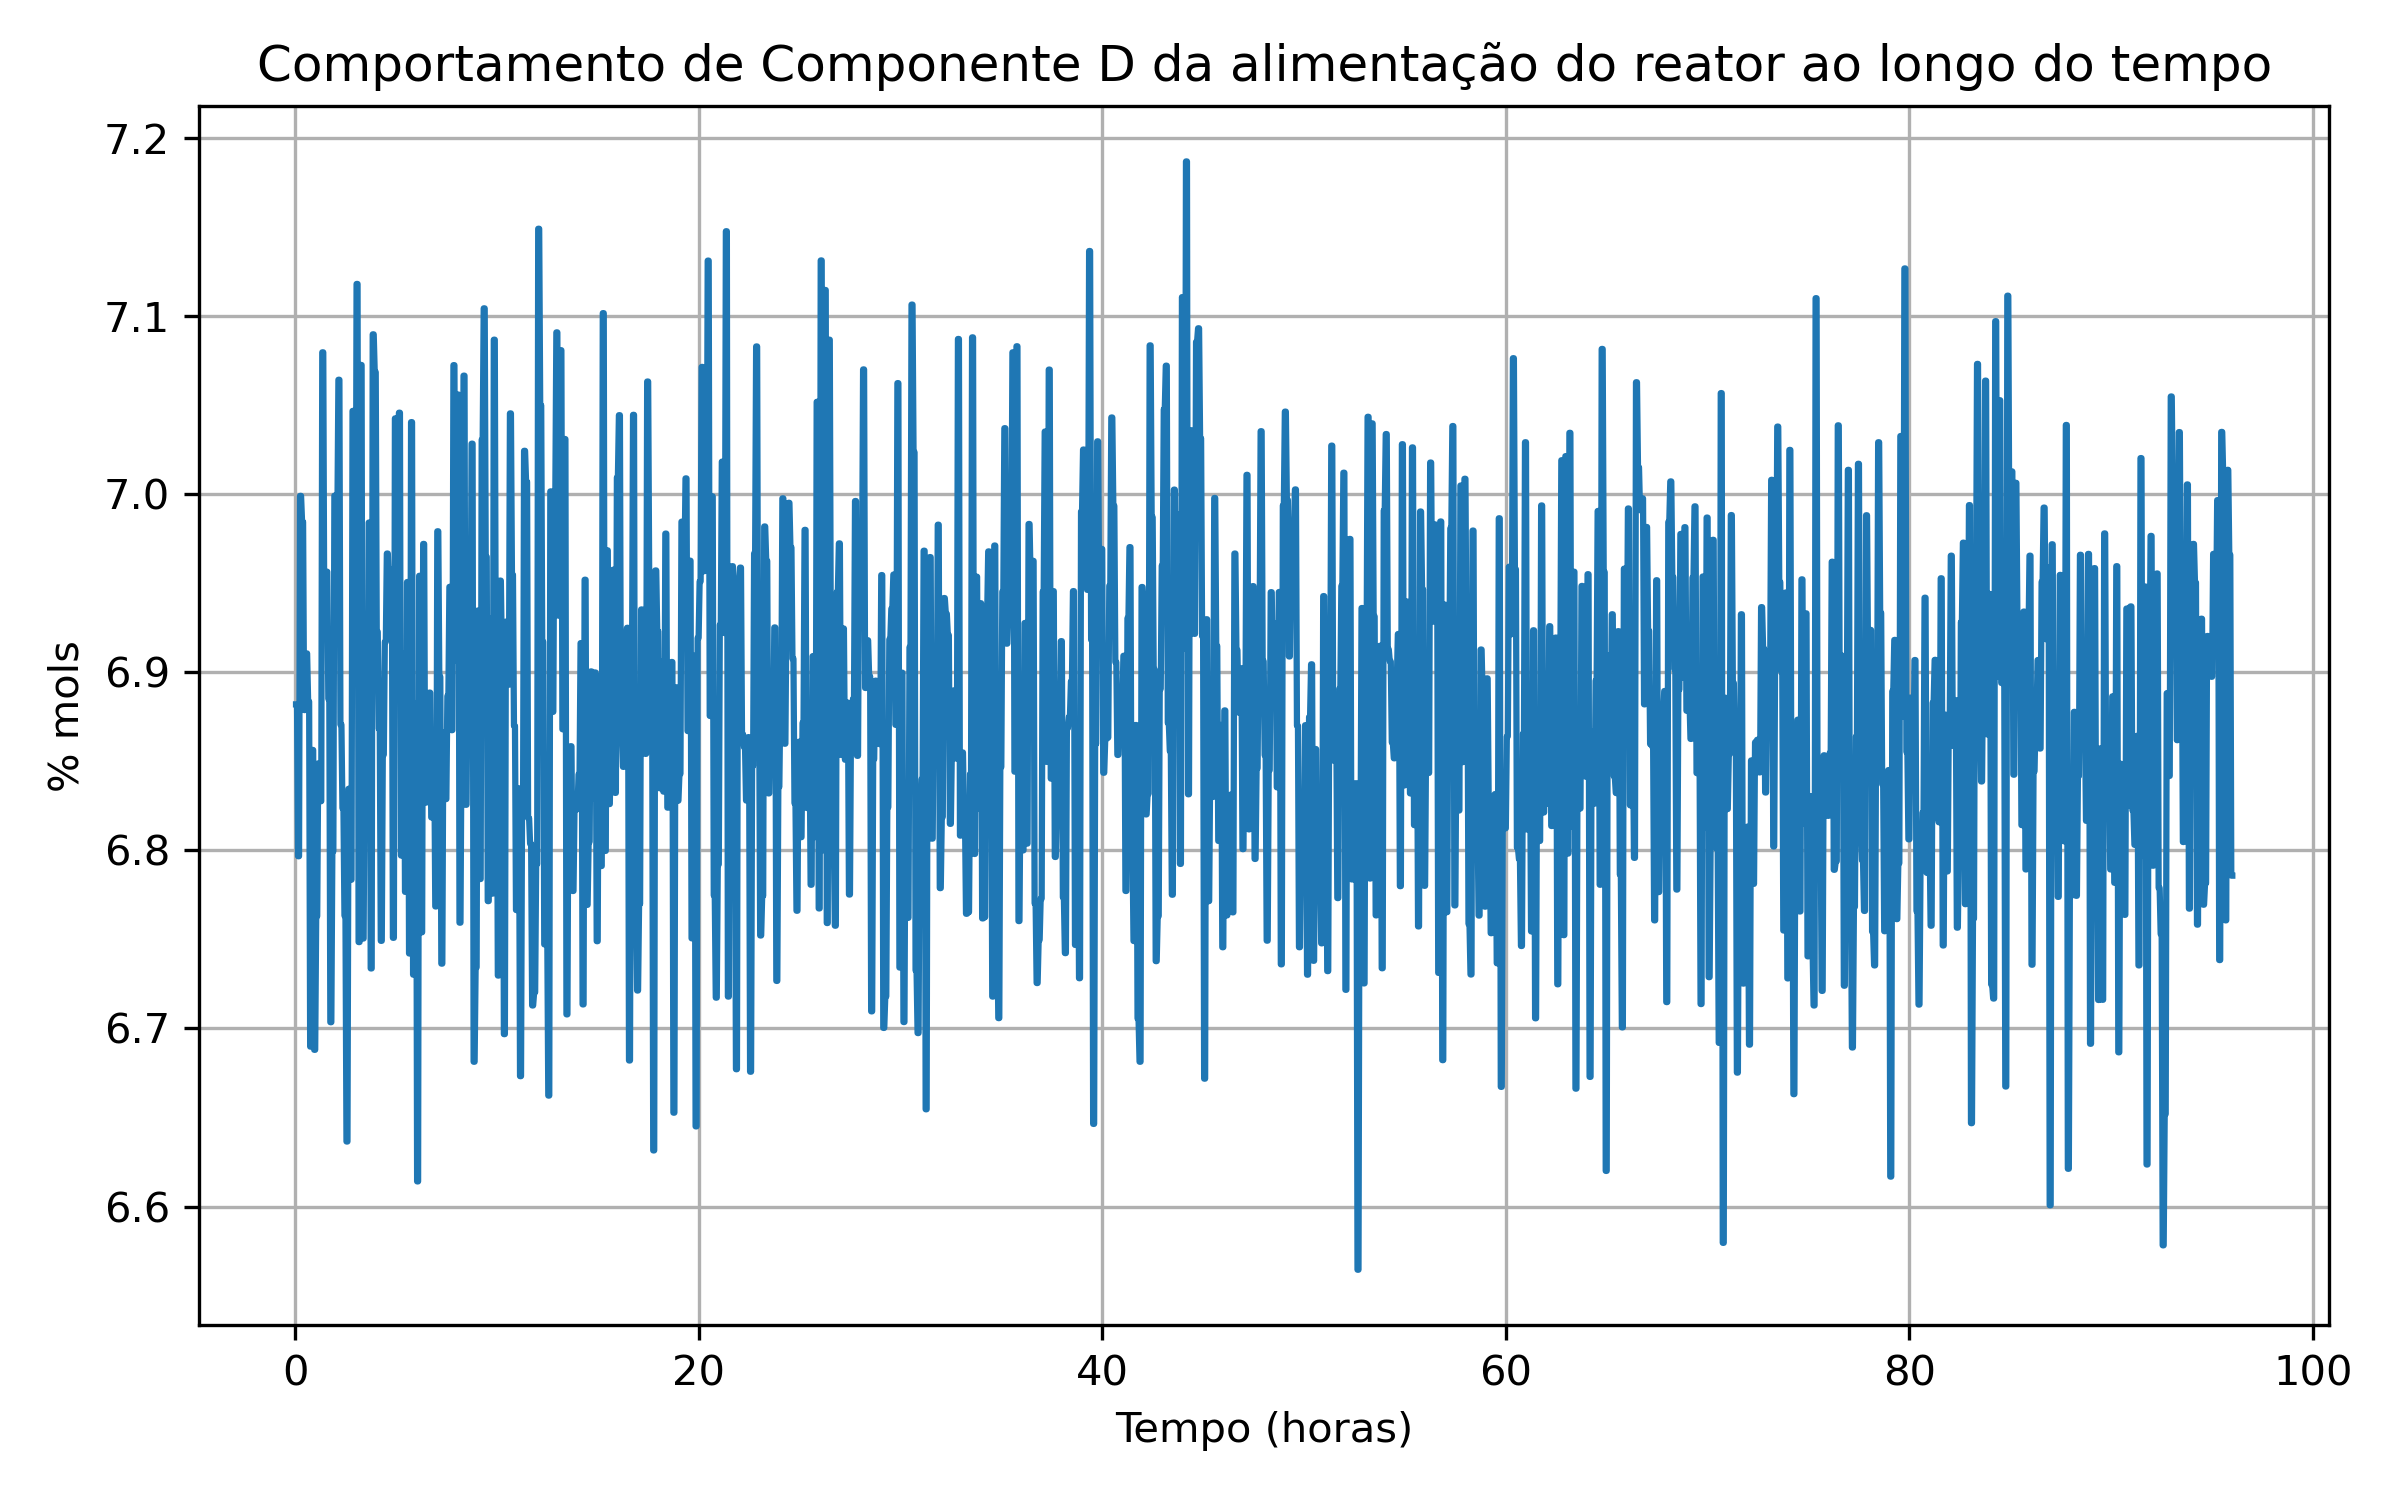 Comportamento de Componente D da alimentação do reator ao longo do tempo
7.2
7.1
7.0
6.9
6.8
6.7
6.6
% mols
0 20 40 60 80 100
Tempo (horas)